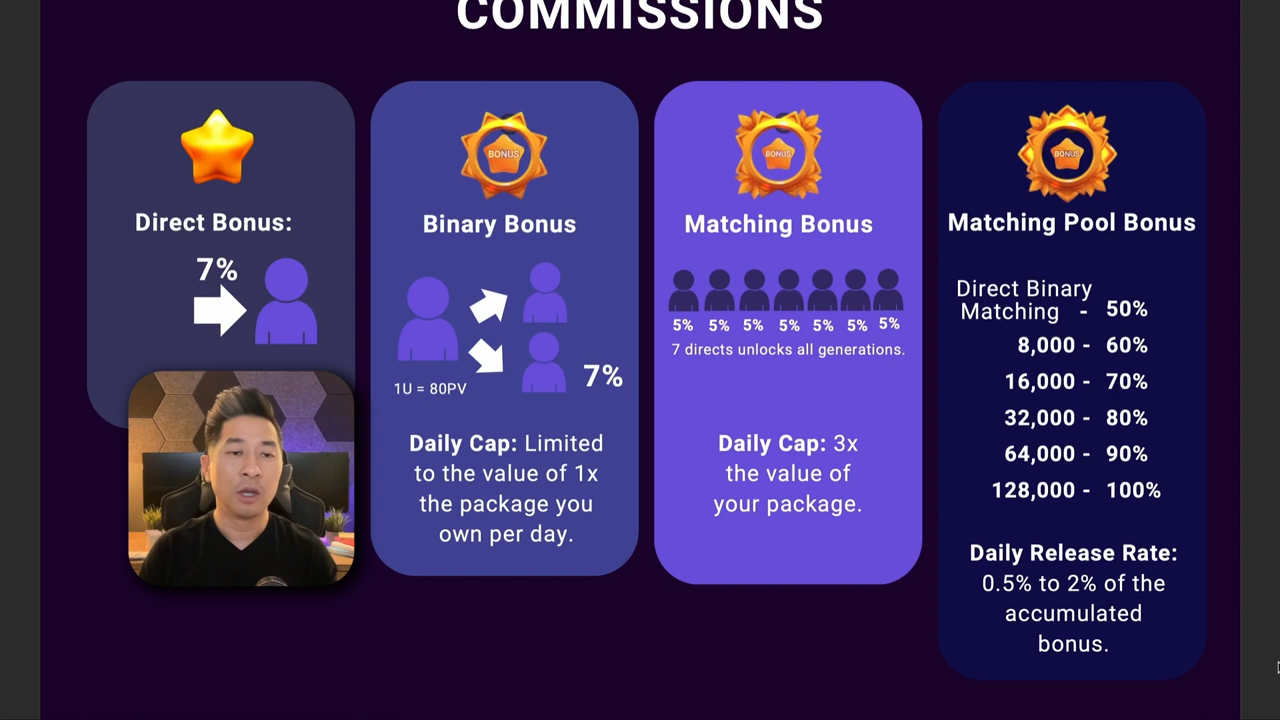 COMMISSIONS
Direct Bonus:
7%
BONUS
Binary Bonus
1U = 80PV
7%
Daily Cap: Limited
to the value of 1x
the package you
own per day.
BONUS
Matching Bonus
5% 5% 5% 5% 5% 5% 5%
7 directs unlocks all generations.
Daily Cap: 3x
the value of
your package.
BONUS
Matching Pool Bonus
Direct Binary
Matching - 50%
8,000 - 60%
16,000 - 70%
32,000 - 80%
64,000 - 90%
128,000 - 100%
Daily Release Rate:
0.5% to 2% of the
accumulated
bonus.